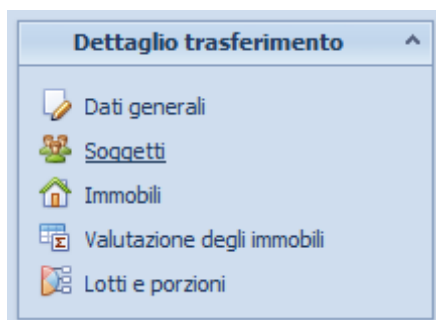 Dettaglio trasferimento
Dati generali
Soggetti
Immobili
Valutazione degli immobili
Lotti e porzioni